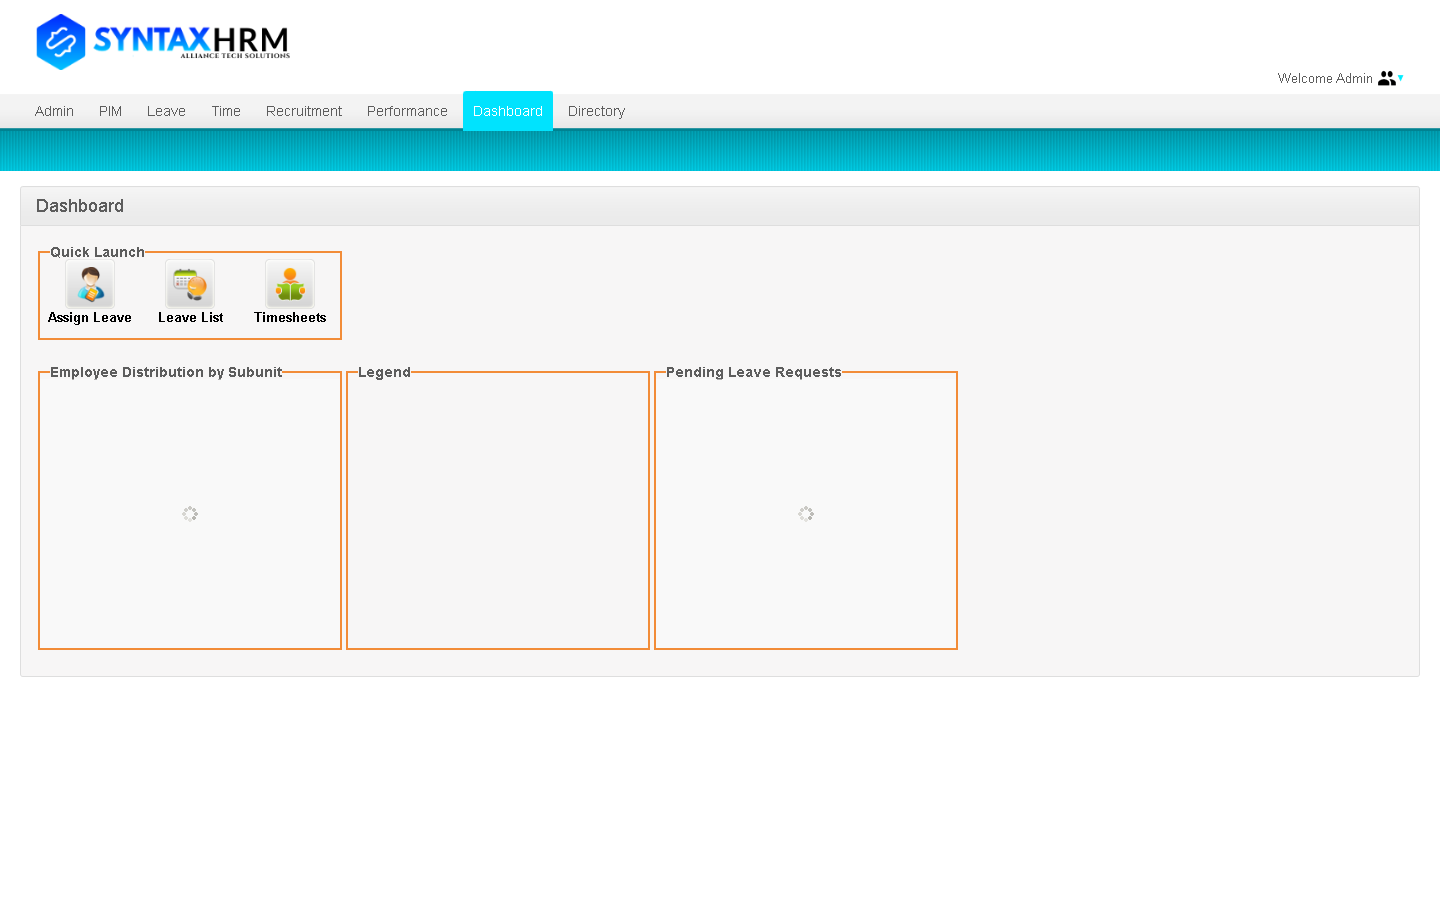 SYNTAXHRM
ALLIANCE TECH SOLUTIONS
Welcome Admin
Admin PIM Leave Time Recruitment Performance Dashboard Directory
Dashboard
Quick Launch
Assign Leave Leave List Timesheets
Employee Distribution by Subunit Legend Pending Leave Requests